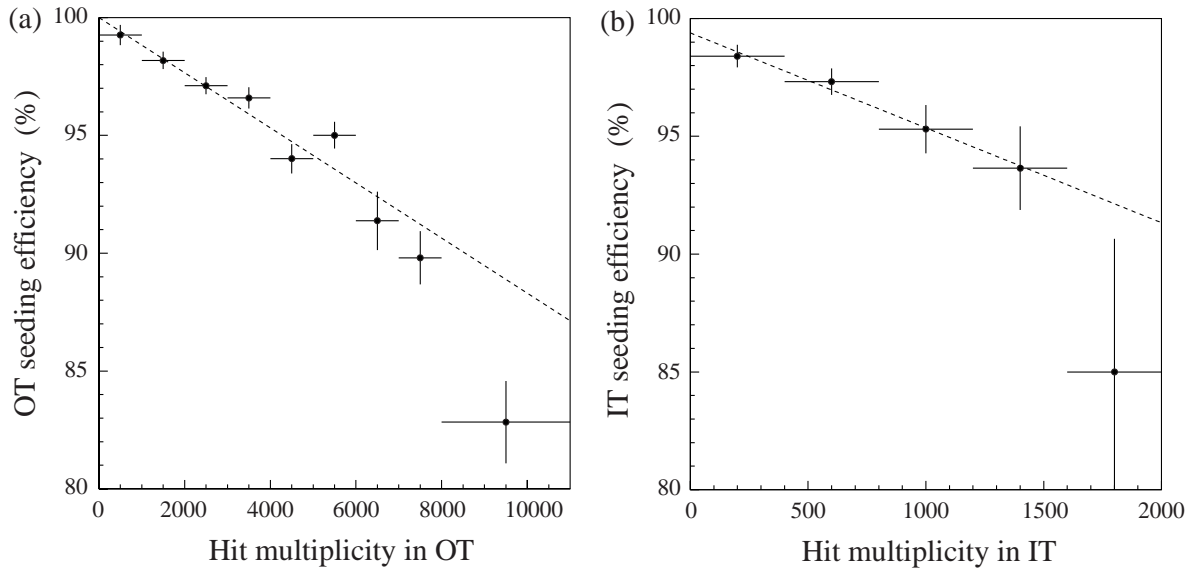 (a)
OT seeding efficiency (%)
100
95
90
85
80
0 2000 4000 6000 8000 10000
Hit multiplicity in OT
(b)
IT seeding efficiency (%)
100
95
90
85
80
0 500 1000 1500 2000
Hit multiplicity in IT